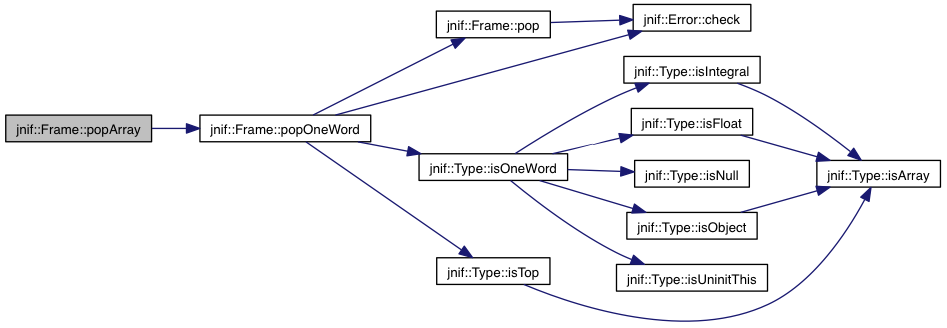 jnif::Frame::popArray
jnif::Frame::popOneWord
jnif::Frame::pop
jnif::Error::check
jnif::Type::isOneWord
jnif::Type::isIntegral
jnif::Type::isFloat
jnif::Type::isNull
jnif::Type::isObject
jnif::Type::isUninitThis
jnif::Type::isArray
jnif::Type::isTop